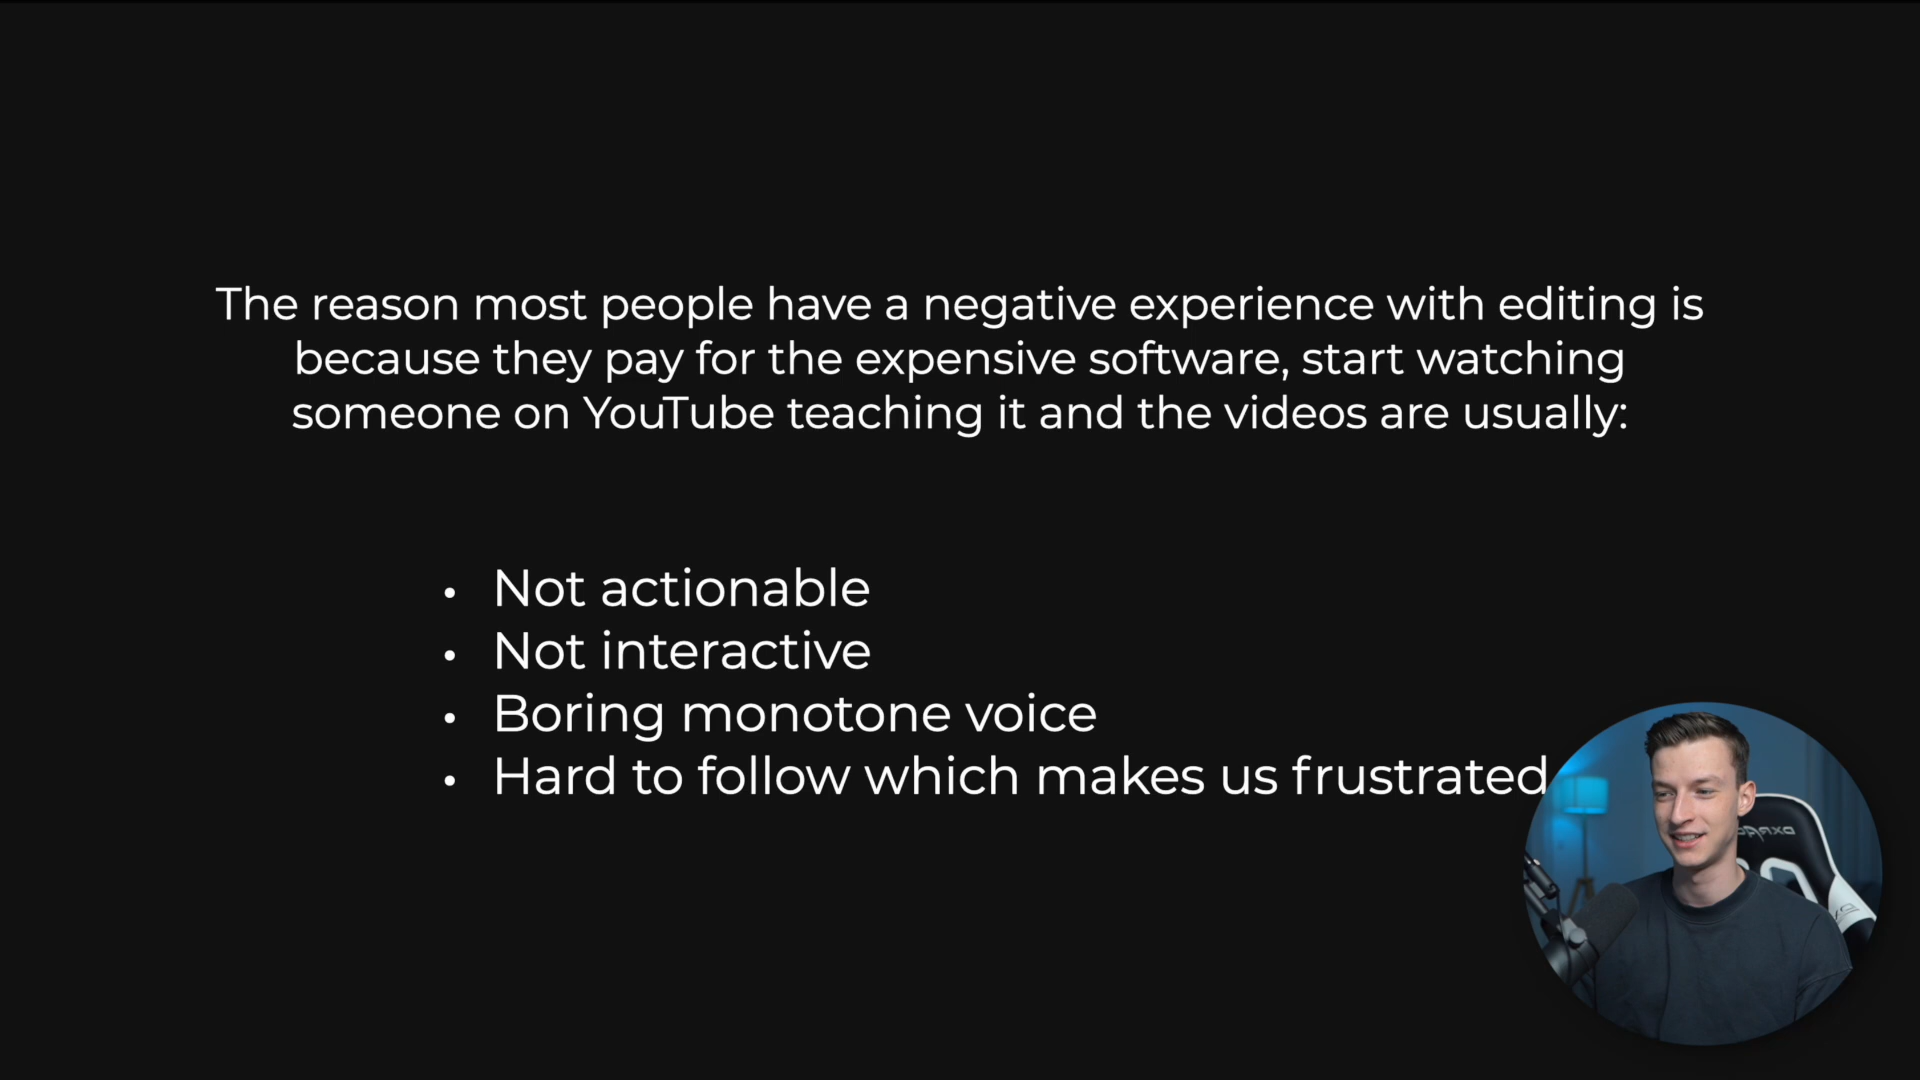 The reason most people have a negative experience with editing is
because they pay for the expensive software, start watching
someone on YouTube teaching it and the videos are usually:
• Not actionable
• Not interactive
• Boring monotone voice
• Hard to follow which makes us frustrated